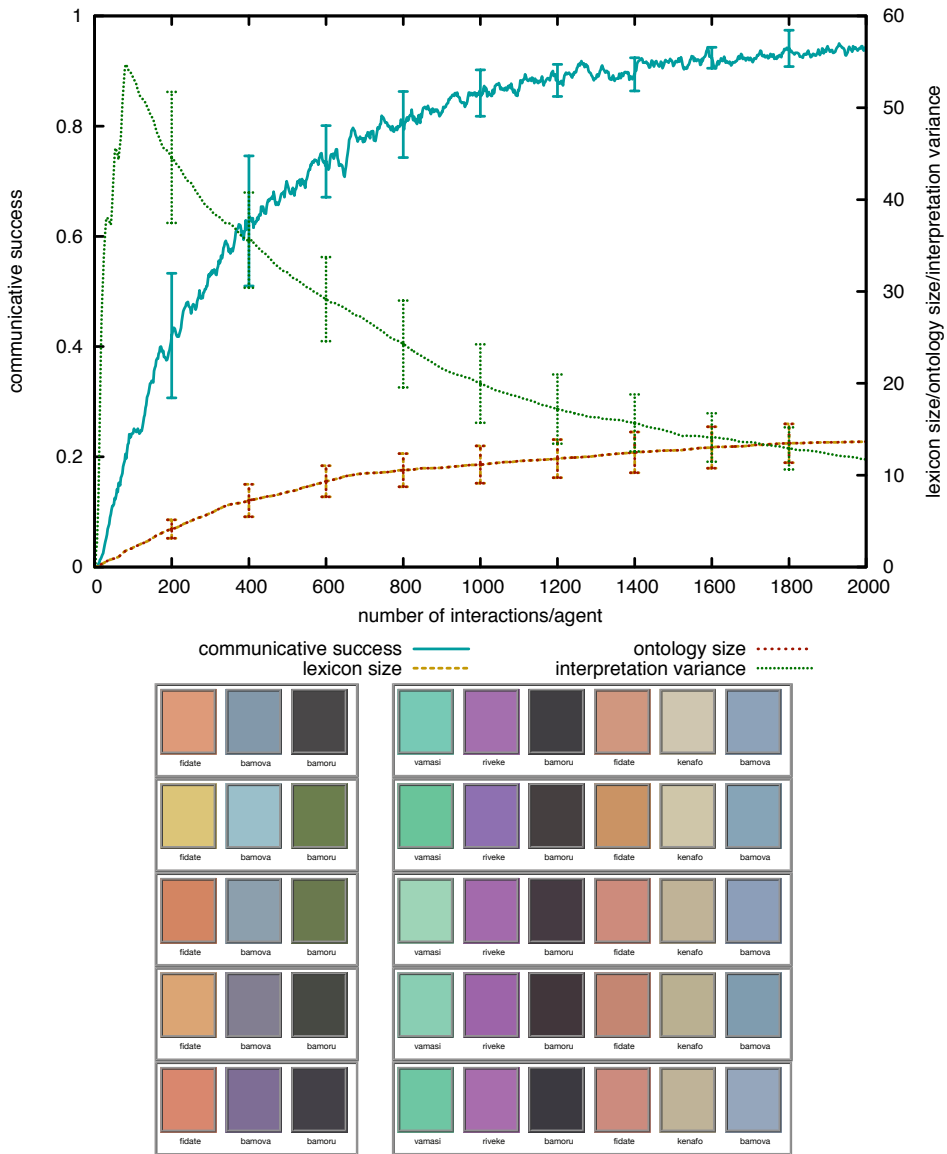 1
0.8
0.6
0.4
0.2
0
60
50
40
30
20
10
0
communicative success
lexicon size/ontology size/interpretation variance
0 200 400 600 800 1000 1200 1400 1600 1800 2000
number of interactions/agent
communicative success ontology size
lexicon size interpretation variance
fidate bamova bamoru vamasi riveke bamoru fidate kenafo bamova
fidate bamova bamoru vamasi riveke bamoru fidate kenafo bamova
fidate bamova bamoru vamasi riveke bamoru fidate kenafo bamova
fidate bamova bamoru vamasi riveke bamoru fidate kenafo bamova
fidate bamova bamoru vamasi riveke bamoru fidate kenafo bamova